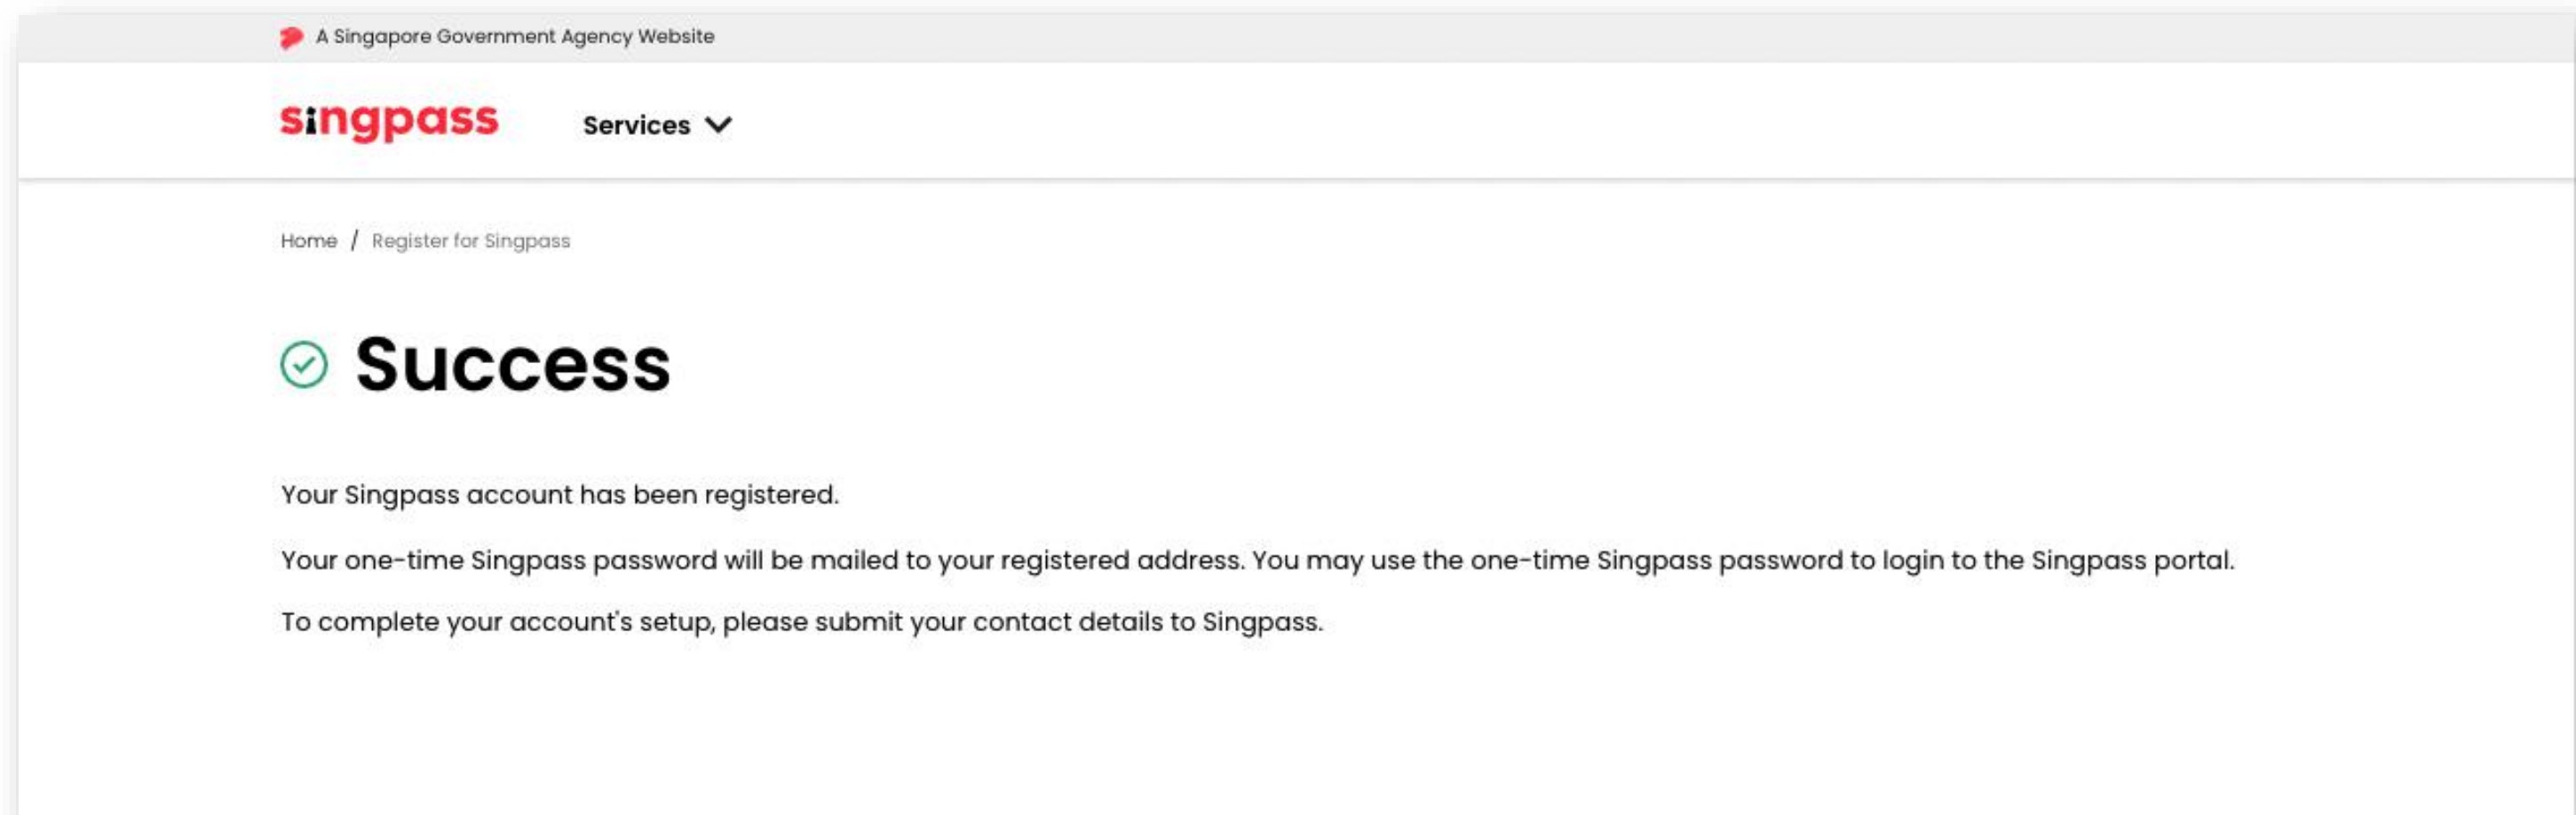 A Singapore Government Agency Website
singpass
Services
Home / Register for Singpass
Success
Your Singpass account has been registered.
Your one-time Singpass password will be mailed to your registered address. You may use the one-time Singpass password to login to the Singpass portal.
To complete your account's setup, please submit your contact details to Singpass.